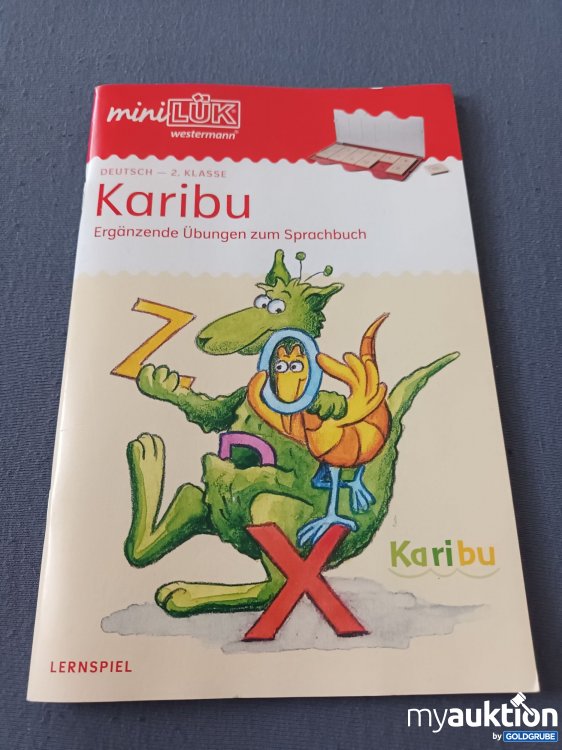 mini LÜK
westermann®
DEUTSCH — 2. KLASSE
Karibu
Ergänzende Übungen zum Sprachbuch
Z
O
D
X
Karibu
LERNSPIEL
myauktion
by GOLDGRUBE